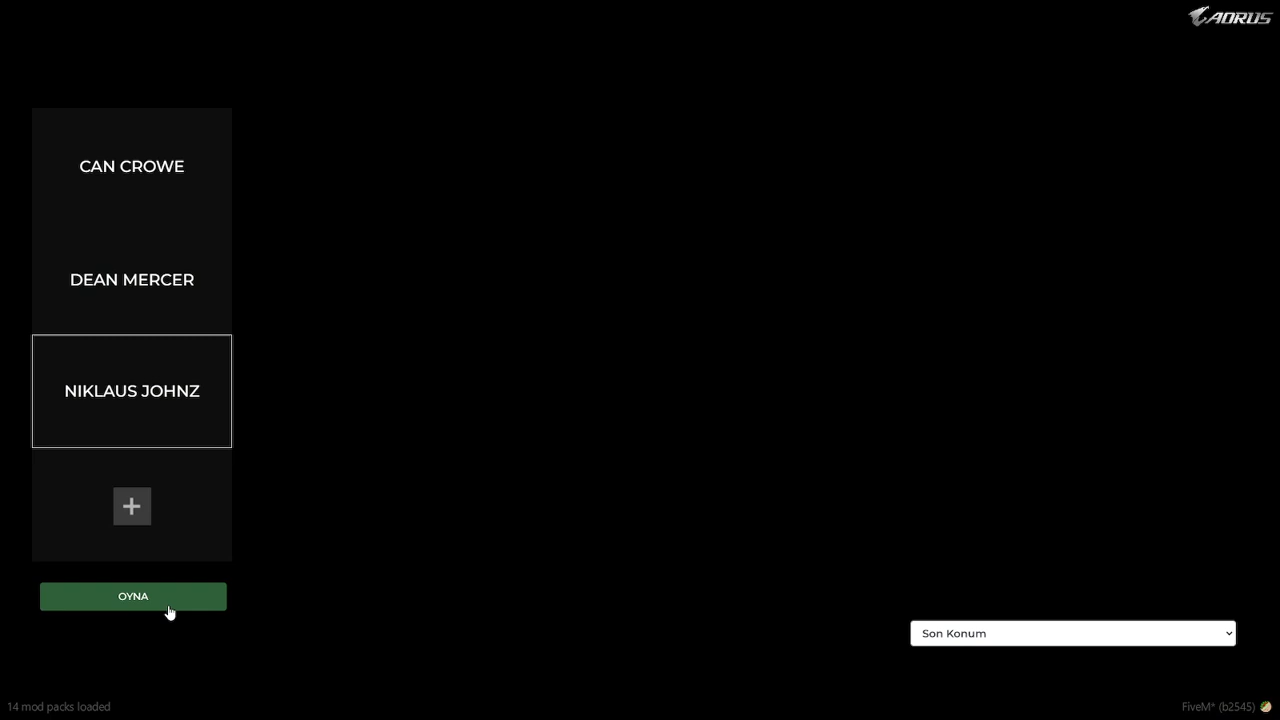 AORUS
CAN CROWE
DEAN MERCER
NIKLAUS JOHNZ
OYNA
Son Konum
14 mod packs loaded
FiveM* (b2545)